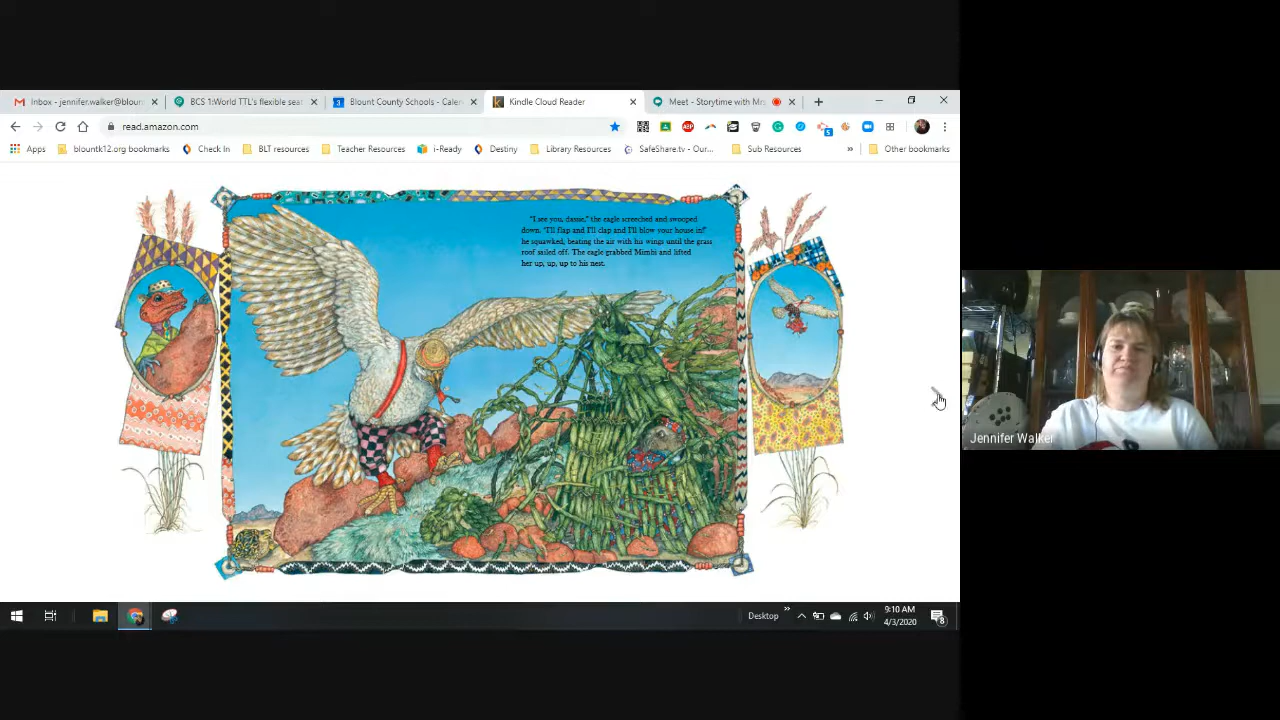 Inbox - jennifer.walker@bloun
BCS 1:World TTL's flexible seat
Blount County Schools - Calen
Kindle Cloud Reader
Meet - Storytime with Mrs
read.amazon.com
Apps
blountk12.org bookmarks
Check In
BLT resources
Teacher Resources
i-Ready
Destiny
Library Resources
SafeShare.tv - Our...
Sub Resources
»
Other bookmarks
"I see you, dassie," the eagle screeched and swooped
down. "I'll flap and I'll clap and I'll blow your house in!"
he squawked, beating the air with his wings until the grass
roof sailed off. The eagle grabbed Mimbi and lifted
her up, up, up to his nest.
Jennifer Walker
Desktop
»
9:10 AM
4/3/2020
8